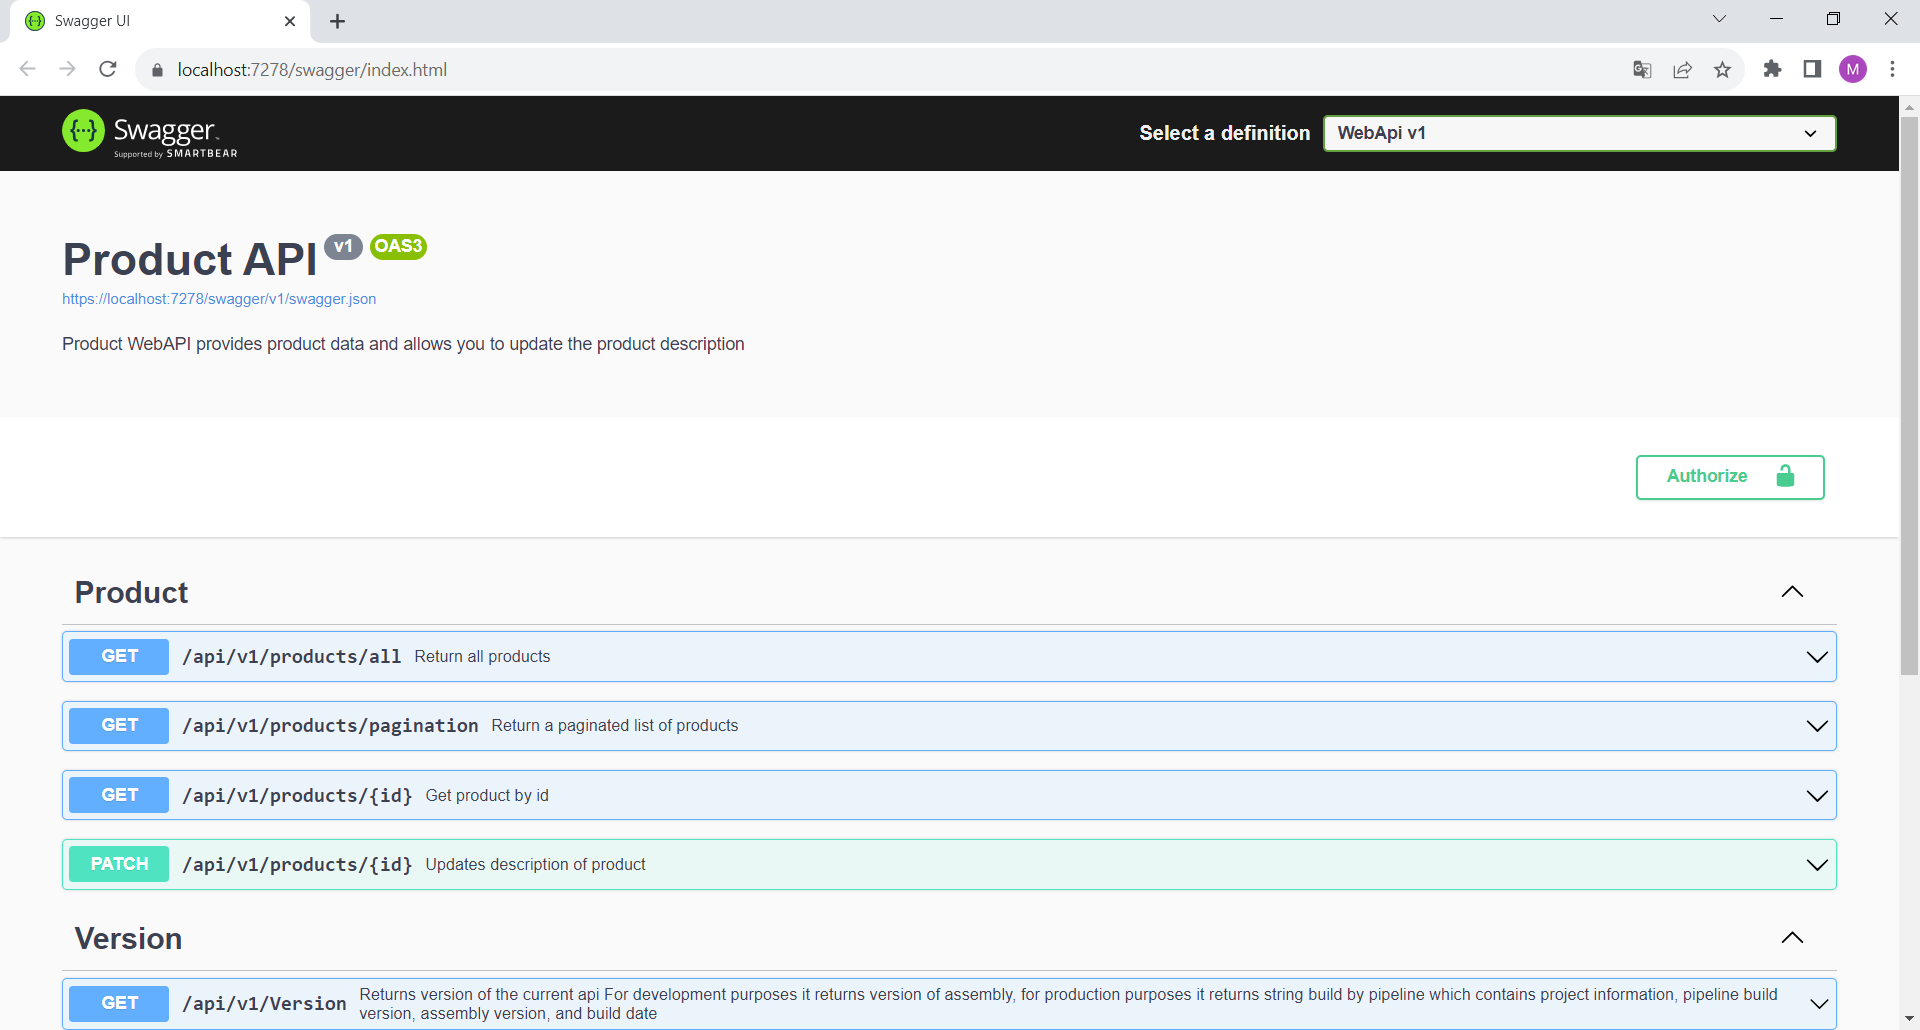 Swagger UI
localhost:7278/swagger/index.html
M
{···} Swagger
Supported by SMARTBEAR
Select a definition
WebApi v1
Product API v1 OAS3
https://localhost:7278/swagger/v1/swagger.json
Product WebAPI provides product data and allows you to update the product description
Authorize
Product
GET /api/v1/products/all Return all products
GET /api/v1/products/pagination Return a paginated list of products
GET /api/v1/products/{id} Get product by id
PATCH /api/v1/products/{id} Updates description of product
Version
GET /api/v1/Version Returns version of the current api For development purposes it returns version of assembly, for production purposes it returns string build by pipeline which contains project information, pipeline build
version, assembly version, and build date